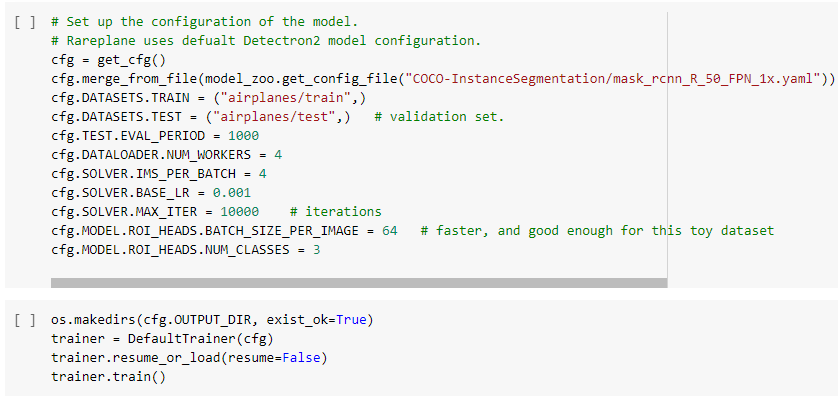 [ ] # Set up the configuration of the model.
# Rareplane uses defualt Detectron2 model configuration.
cfg = get_cfg()
cfg.merge_from_file(model_zoo.get_config_file("COCO-InstanceSegmentation/mask_rcnn_R_50_FPN_1x.yaml"))
cfg.DATASETS.TRAIN = ("airplanes/train",)
cfg.DATASETS.TEST = ("airplanes/test",)   # validation set.
cfg.TEST.EVAL_PERIOD = 1000
cfg.DATALOADER.NUM_WORKERS = 4
cfg.SOLVER.IMS_PER_BATCH = 4
cfg.SOLVER.BASE_LR = 0.001
cfg.SOLVER.MAX_ITER = 10000    # iterations
cfg.MODEL.ROI_HEADS.BATCH_SIZE_PER_IMAGE = 64   # faster, and good enough for this toy dataset
cfg.MODEL.ROI_HEADS.NUM_CLASSES = 3
[ ] os.makedirs(cfg.OUTPUT_DIR, exist_ok=True)
trainer = DefaultTrainer(cfg)
trainer.resume_or_load(resume=False)
trainer.train()